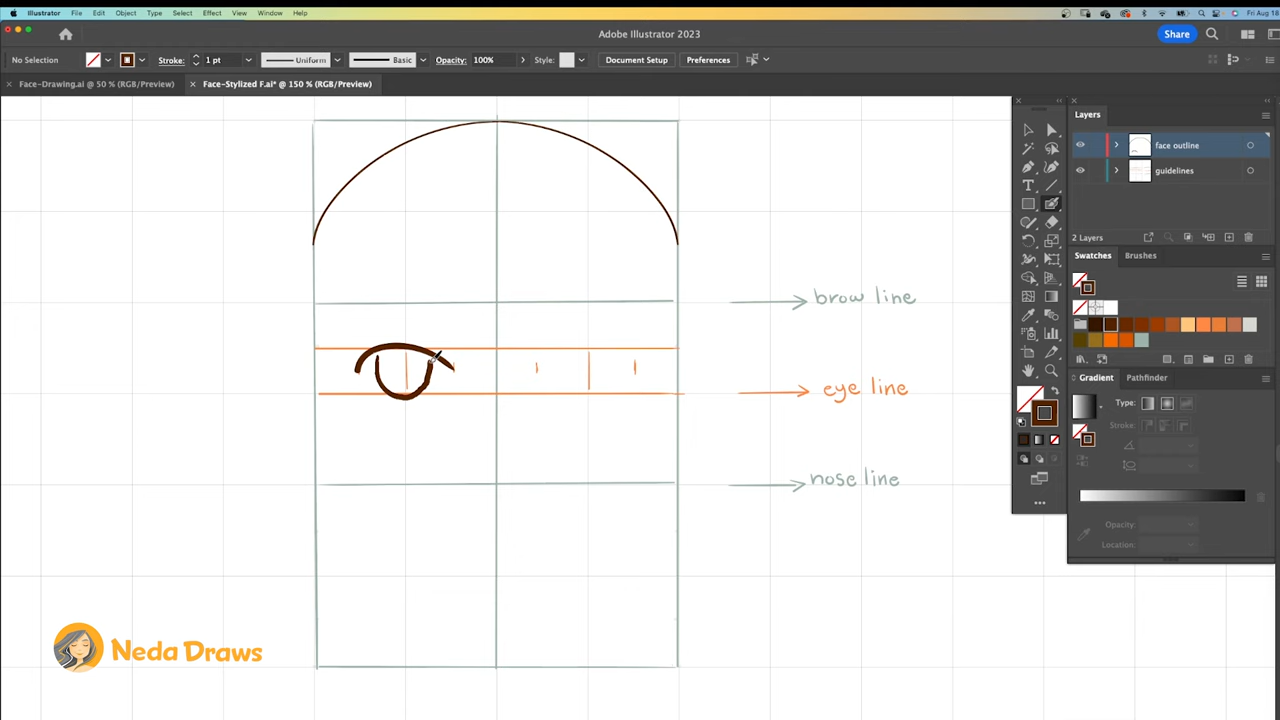 Illustrator File Edit Object Type Select Effect View Window Help Fri Aug 18
Adobe Illustrator 2023
Share
No Selection Stroke: 1 pt Uniform Basic Opacity: 100% Style: Document Setup Preferences
Face-Drawing.ai @ 50 % (RGB/Preview) Face-Stylized F.ai* @ 150 % (RGB/Preview)
Layers
face outline
guidelines
2 Layers
Swatches Brushes
Gradient Pathfinder
Type:
Stroke:
Opacity:
Location:
brow line
eye line
nose line
Neda Draws